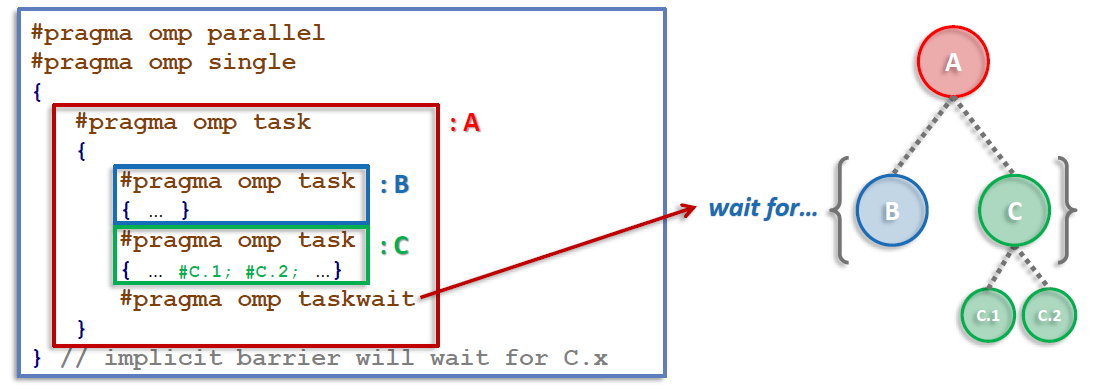 #pragma omp parallel
#pragma omp single
{
#pragma omp task : A
{
#pragma omp task : B
{ … }
#pragma omp task : C
{ … #C.1; #C.2; …}
#pragma omp taskwait
}
} // implicit barrier will wait for C.x
wait for…
A
{ B C }
C.1 C.2